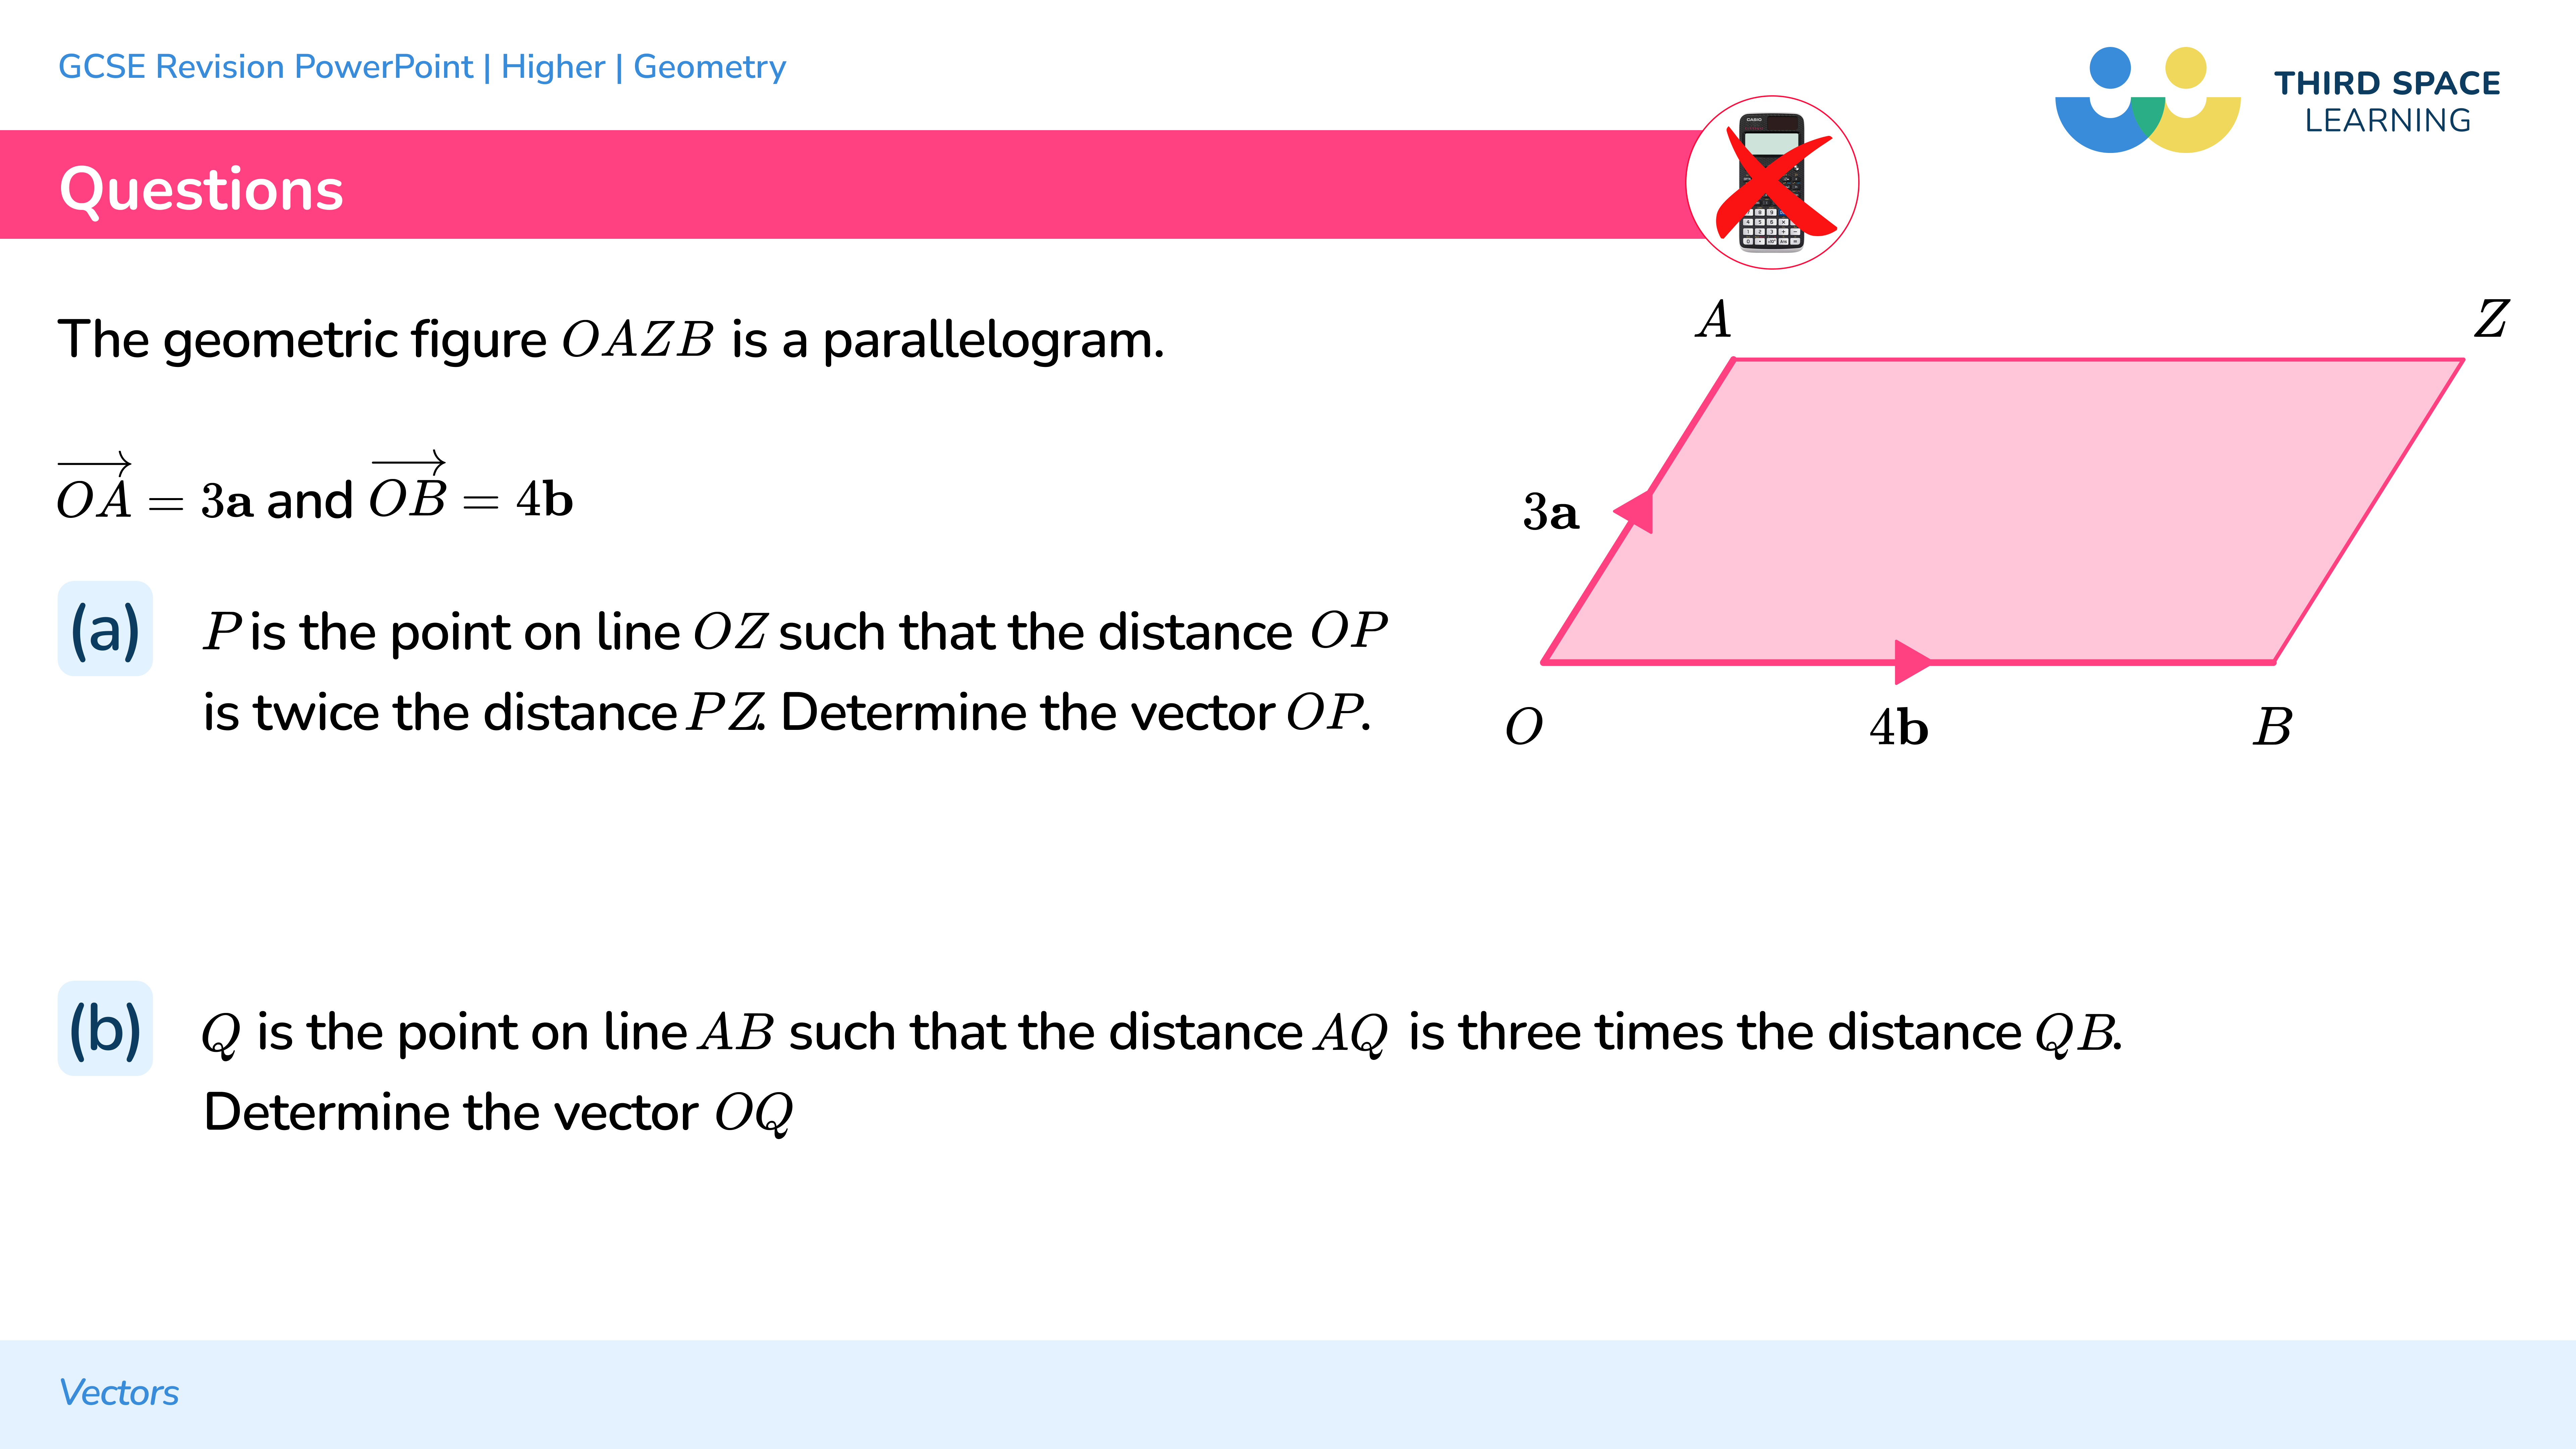 GCSE Revision PowerPoint | Higher | Geometry
THIRD SPACE
LEARNING
CASIO
Questions
The geometric figure OAZB is a parallelogram.
A
Z
OA = 3a and OB = 4b
3a
(a)
P is the point on line OZ such that the distance OP
is twice the distance PZ. Determine the vector OP.
O
4b
B
(b)
Q is the point on line AB such that the distance AQ is three times the distance QB.
Determine the vector OQ
Vectors